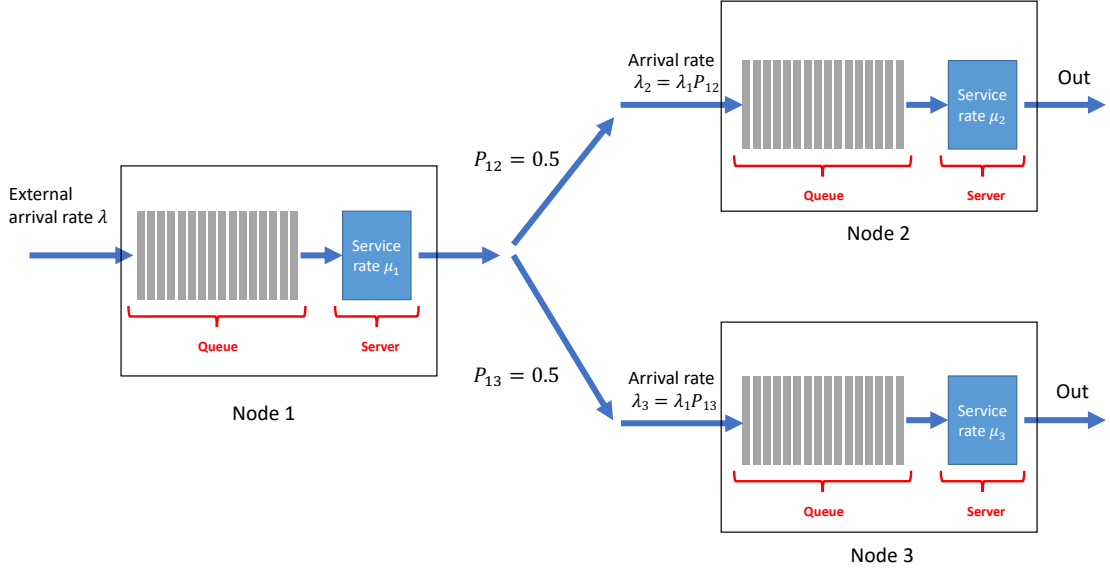 External
arrival rate λ
Service
rate μ₁
Queue
Server
Node 1
P₁₂ = 0.5
P₁₃ = 0.5
Arrival rate
λ₂ = λ₁P₁₂
Service
rate μ₂
Out
Queue
Server
Node 2
Arrival rate
λ₃ = λ₁P₁₃
Service
rate μ₃
Out
Queue
Server
Node 3